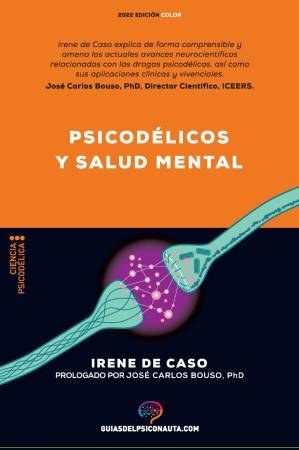 2022 EDICIÓN COLOR
Irene de Caso explica de forma comprensible y
amena los actuales avances neurocientíficos
relacionados con las drogas psicodélicas, así como
sus aplicaciones clínicas y vivenciales.
José Carlos Bouso, PhD, Director Científico, ICEERS.
PSICODÉLICOS
Y SALUD MENTAL
CIENCIA
PSICODÉLICA
IRENE DE CASO
PROLOGADO POR JOSÉ CARLOS BOUSO, PhD
GUIASDELPSICONAUTA.COM